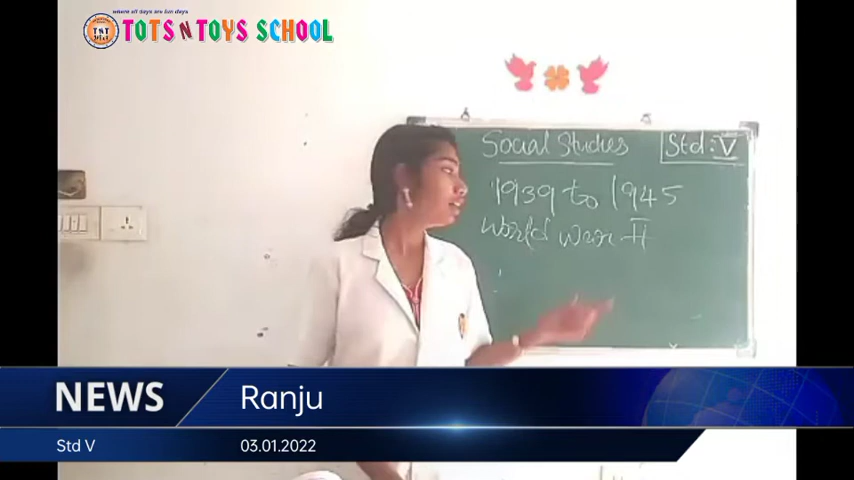 where all days are fun days
TOTS N TOYS SCHOOL
TNT
Social Studies
Std : V
1939 to 1945
World war II
NEWS
Ranju
Std V
03.01.2022